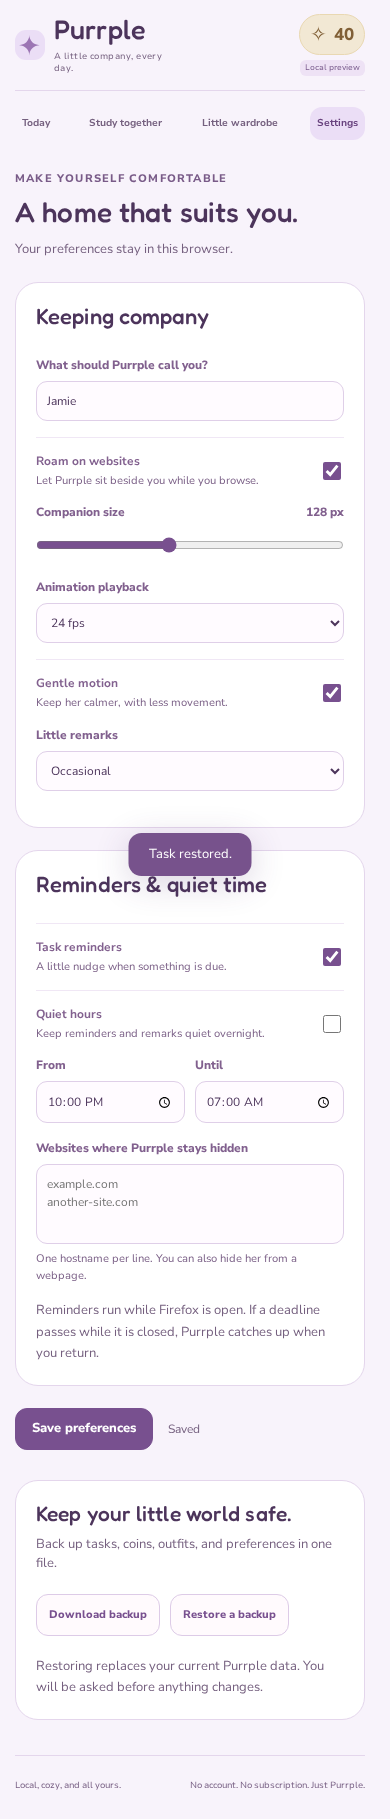 Purrple
A little company, every
day.
✧ 40
Local preview
Today
Study together
Little wardrobe
Settings
MAKE YOURSELF COMFORTABLE
A home that suits you.
Your preferences stay in this browser.
Keeping company
What should Purrple call you?
Jamie
Roam on websites
Let Purrple sit beside you while you browse.
Companion size 128 px
Animation playback
24 fps
Gentle motion
Keep her calmer, with less movement.
Little remarks
Occasional
Task restored.
Reminders & quiet time
Task reminders
A little nudge when something is due.
Quiet hours
Keep reminders and remarks quiet overnight.
From Until
10:00 PM 07:00 AM
Websites where Purrple stays hidden
example.com
another-site.com
One hostname per line. You can also hide her from a
webpage.
Reminders run while Firefox is open. If a deadline
passes while it is closed, Purrple catches up when
you return.
Save preferences Saved
Keep your little world safe.
Back up tasks, coins, outfits, and preferences in one
file.
Download backup Restore a backup
Restoring replaces your current Purrple data. You
will be asked before anything changes.
Local, cozy, and all yours. No account. No subscription. Just Purrple.